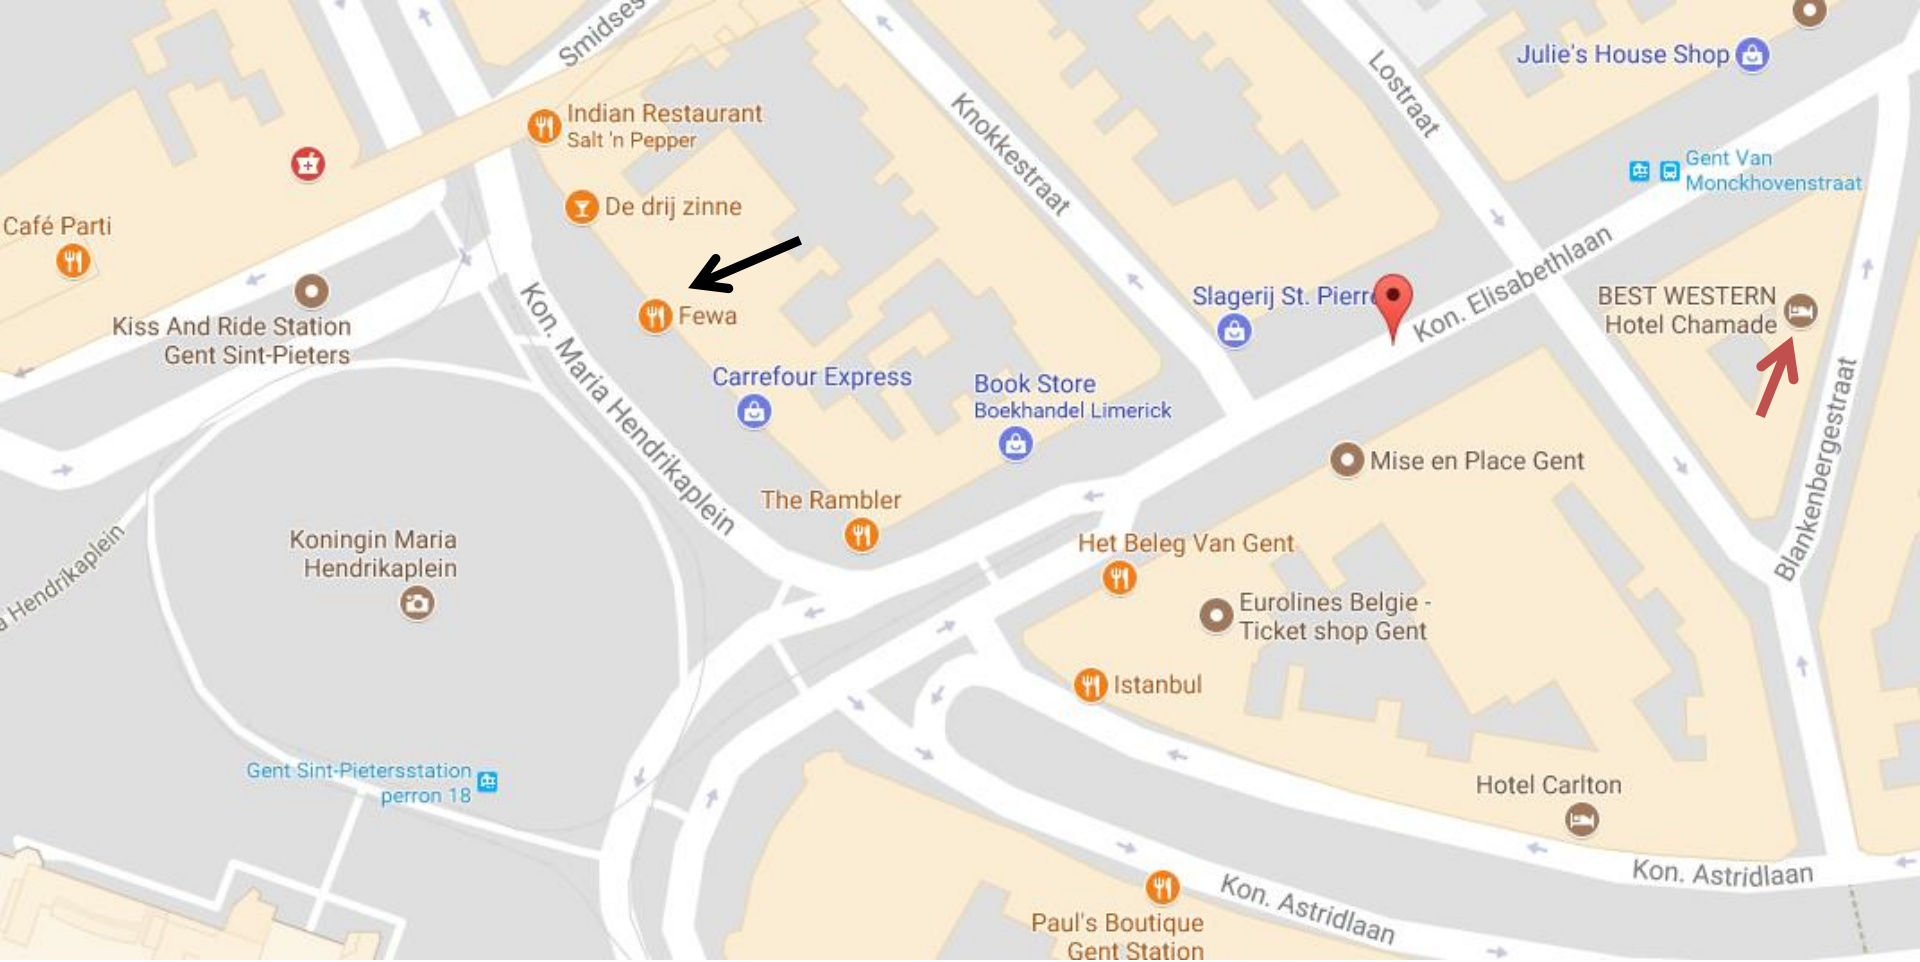 Smidses
Julie's House Shop
Lostraat
Indian Restaurant
Salt 'n Pepper
Knokkestraat
Gent Van
Monckhovenstraat
De drij zinne
Café Parti
Kon. Elisabethlaan
Slagerij St. Pierre
BEST WESTERN
Hotel Chamade
Kiss And Ride Station
Gent Sint-Pieters
Fewa
Kon. Maria Hendrikaplein
Carrefour Express
Book Store
Boekhandel Limerick
Blankenbergestraat
Mise en Place Gent
The Rambler
Koningin Maria
Hendrikaplein
Het Beleg Van Gent
a Hendrikaplein
Eurolines Belgie -
Ticket shop Gent
Istanbul
Gent Sint-Pietersstation
perron 18
Hotel Carlton
Kon. Astridlaan
Kon. Astridlaan
Paul's Boutique
Gent Station